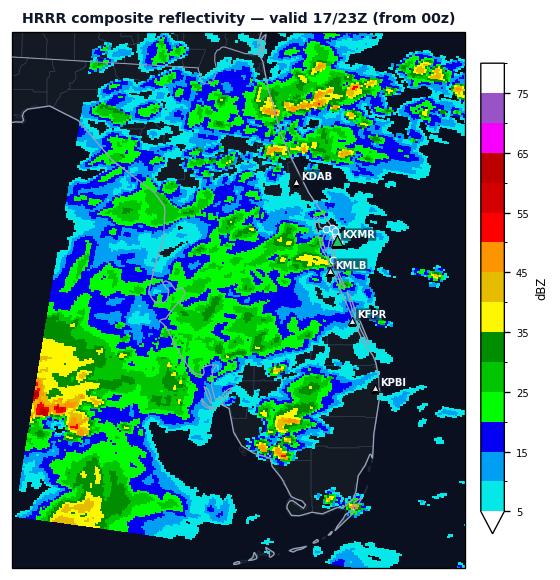 HRRR composite reflectivity — valid 17/23Z (from 00z)
KDAB
KXMR
KMLB
KFPR
KPBI
75
65
55
45
35
25
15
5
dBZ